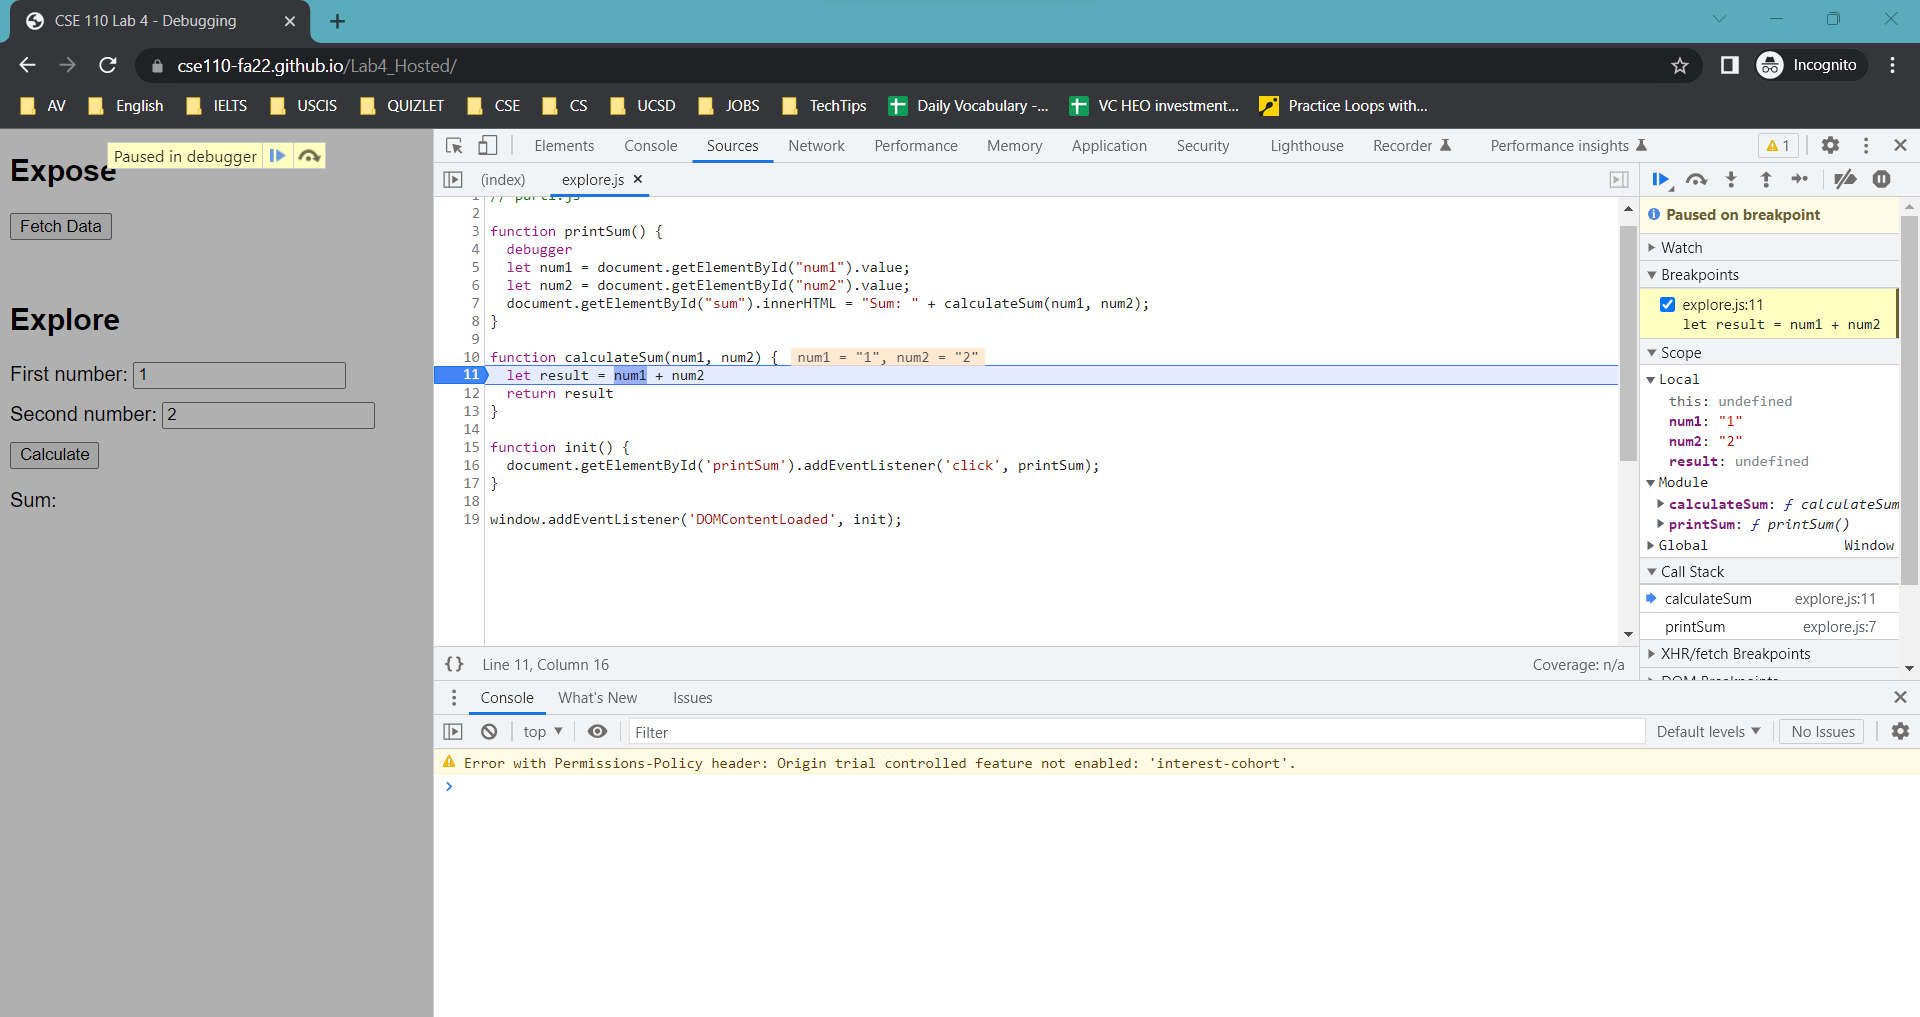 CSE 110 Lab 4 - Debugging
cse110-fa22.github.io/Lab4_Hosted/
Incognito
AV English IELTS USCIS QUIZLET CSE CS UCSD JOBS TechTips Daily Vocabulary -... VC HEO investment... Practice Loops with...
Paused in debugger
Expose
Fetch Data
Explore
First number: 1
Second number: 2
Calculate
Sum:
Elements Console Sources Network Performance Memory Application Security Lighthouse Recorder Performance insights 1
(index) explore.js
1 // part1.js
2
3 function printSum() {
4 debugger
5 let num1 = document.getElementById("num1").value;
6 let num2 = document.getElementById("num2").value;
7 document.getElementById("sum").innerHTML = "Sum: " + calculateSum(num1, num2);
8 }
9
10 function calculateSum(num1, num2) { num1 = "1", num2 = "2"
11 let result = num1 + num2
12 return result
13 }
14
15 function init() {
16 document.getElementById('printSum').addEventListener('click', printSum);
17 }
18
19 window.addEventListener('DOMContentLoaded', init);
{} Line 11, Column 16
Coverage: n/a
Paused on breakpoint
Watch
Breakpoints
explore.js:11
let result = num1 + num2
Scope
Local
this: undefined
num1: "1"
num2: "2"
result: undefined
Module
calculateSum: ƒ calculateSum
printSum: ƒ printSum()
Global Window
Call Stack
calculateSum explore.js:11
printSum explore.js:7
XHR/fetch Breakpoints
DOM Breakpoints
Console What's New Issues
top Filter Default levels No Issues
Error with Permissions-Policy header: Origin trial controlled feature not enabled: 'interest-cohort'.